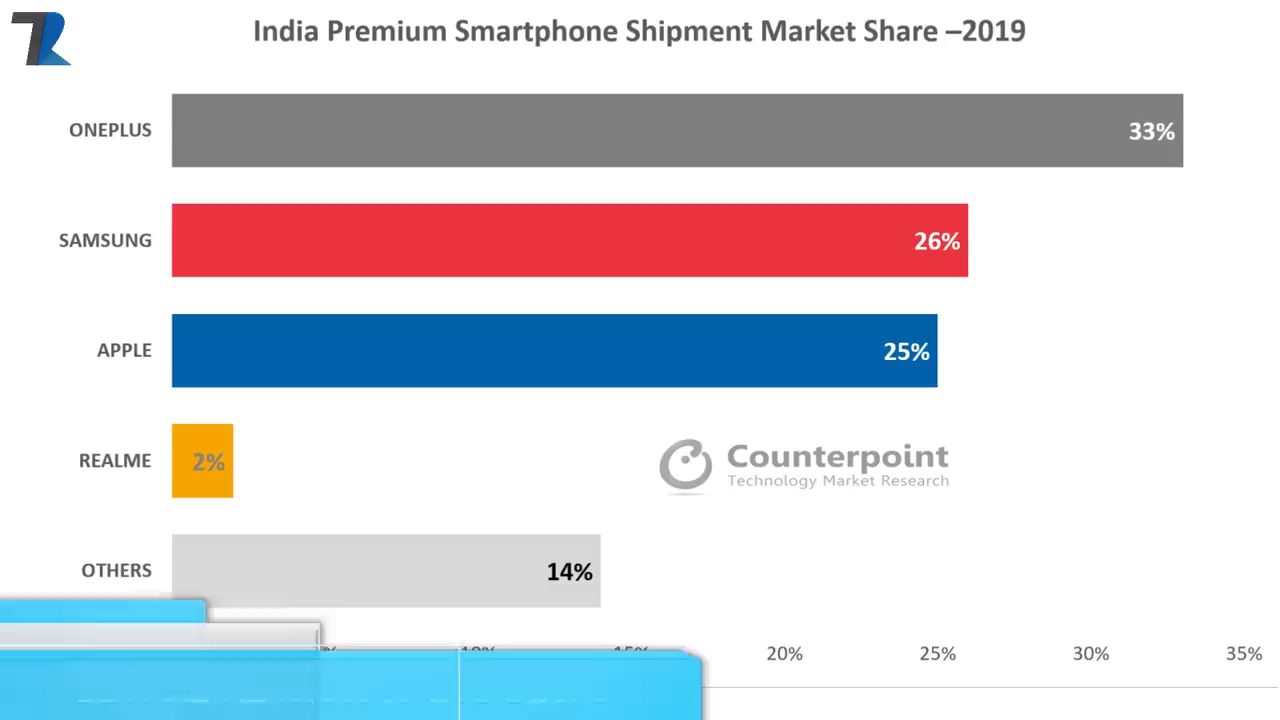 India Premium Smartphone Shipment Market Share –2019
ONEPLUS
33%
SAMSUNG
26%
APPLE
25%
REALME
2%
Counterpoint
Technology Market Research
OTHERS
14%
20% 25% 30% 35%